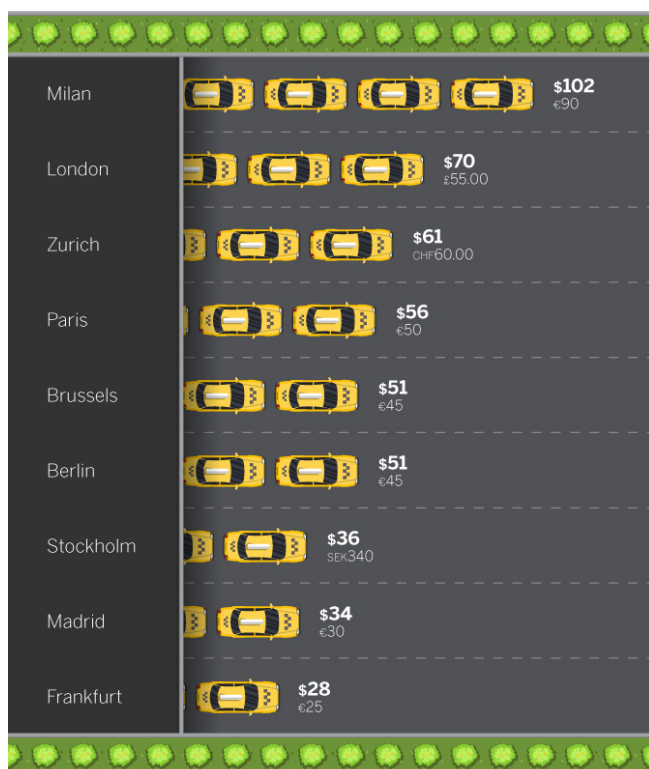 Milan
$102
€90
London
$70
£55.00
Zurich
$61
CHF60.00
Paris
$56
€50
Brussels
$51
€45
Berlin
$51
€45
Stockholm
$36
SEK340
Madrid
$34
€30
Frankfurt
$28
€25